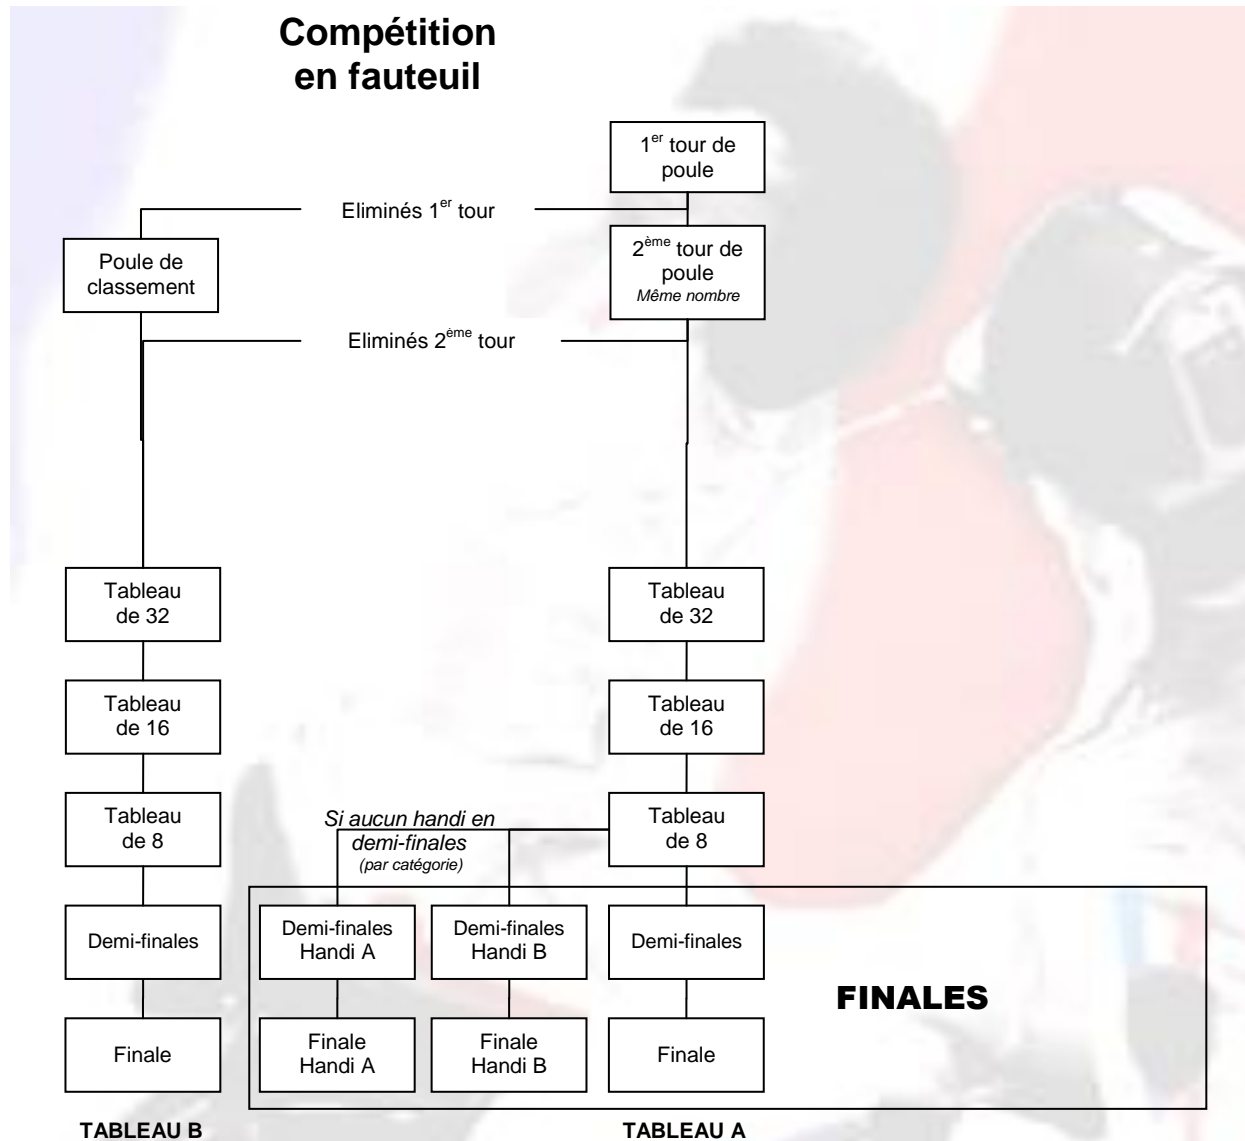 Compétition
en fauteuil
1er tour de
poule
Eliminés 1er tour
Poule de
classement
2ème tour de
poule
Même nombre
Eliminés 2ème tour
Tableau
de 32
Tableau
de 32
Tableau
de 16
Tableau
de 16
Tableau
de 8
Si aucun handi en
demi-finales
(par catégorie)
Tableau
de 8
Demi-finales
Demi-finales
Handi A
Demi-finales
Handi B
Demi-finales
FINALES
Finale
Finale
Handi A
Finale
Handi B
Finale
TABLEAU B
TABLEAU A